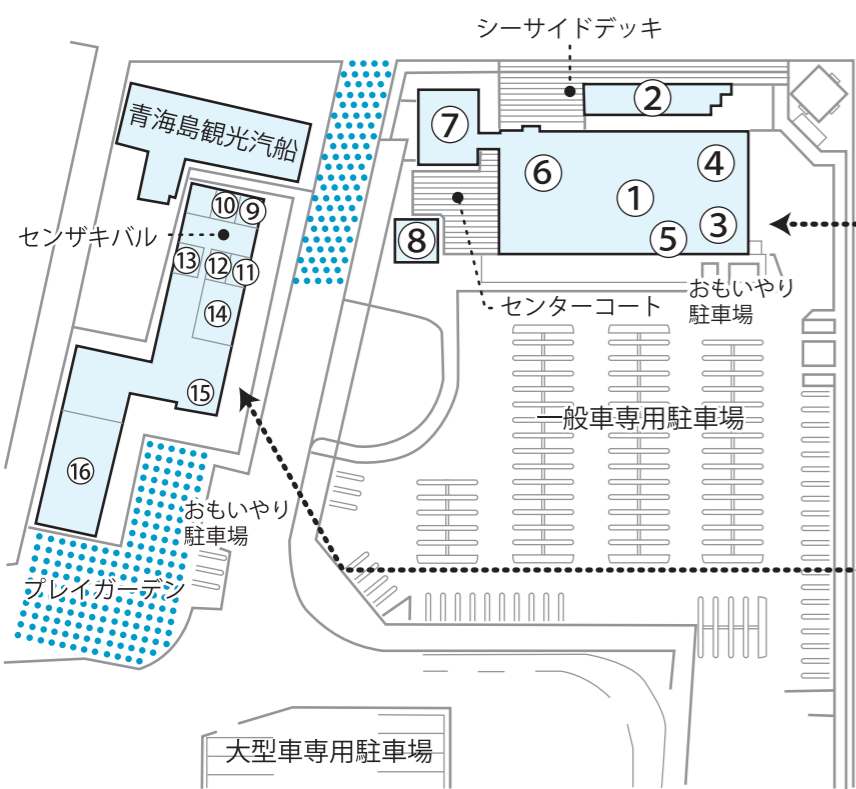 シーサイドデッキ
②
青海島観光汽船
⑦
④
⑥
①
⑩
⑨
③
センザキバル
⑧
⑤
⑬
⑫
⑪
おもいやり
駐車場
センターコート
⑭
⑮
一般車専用駐車場
⑯
おもいやり
駐車場
プレイガーデン
大型車専用駐車場